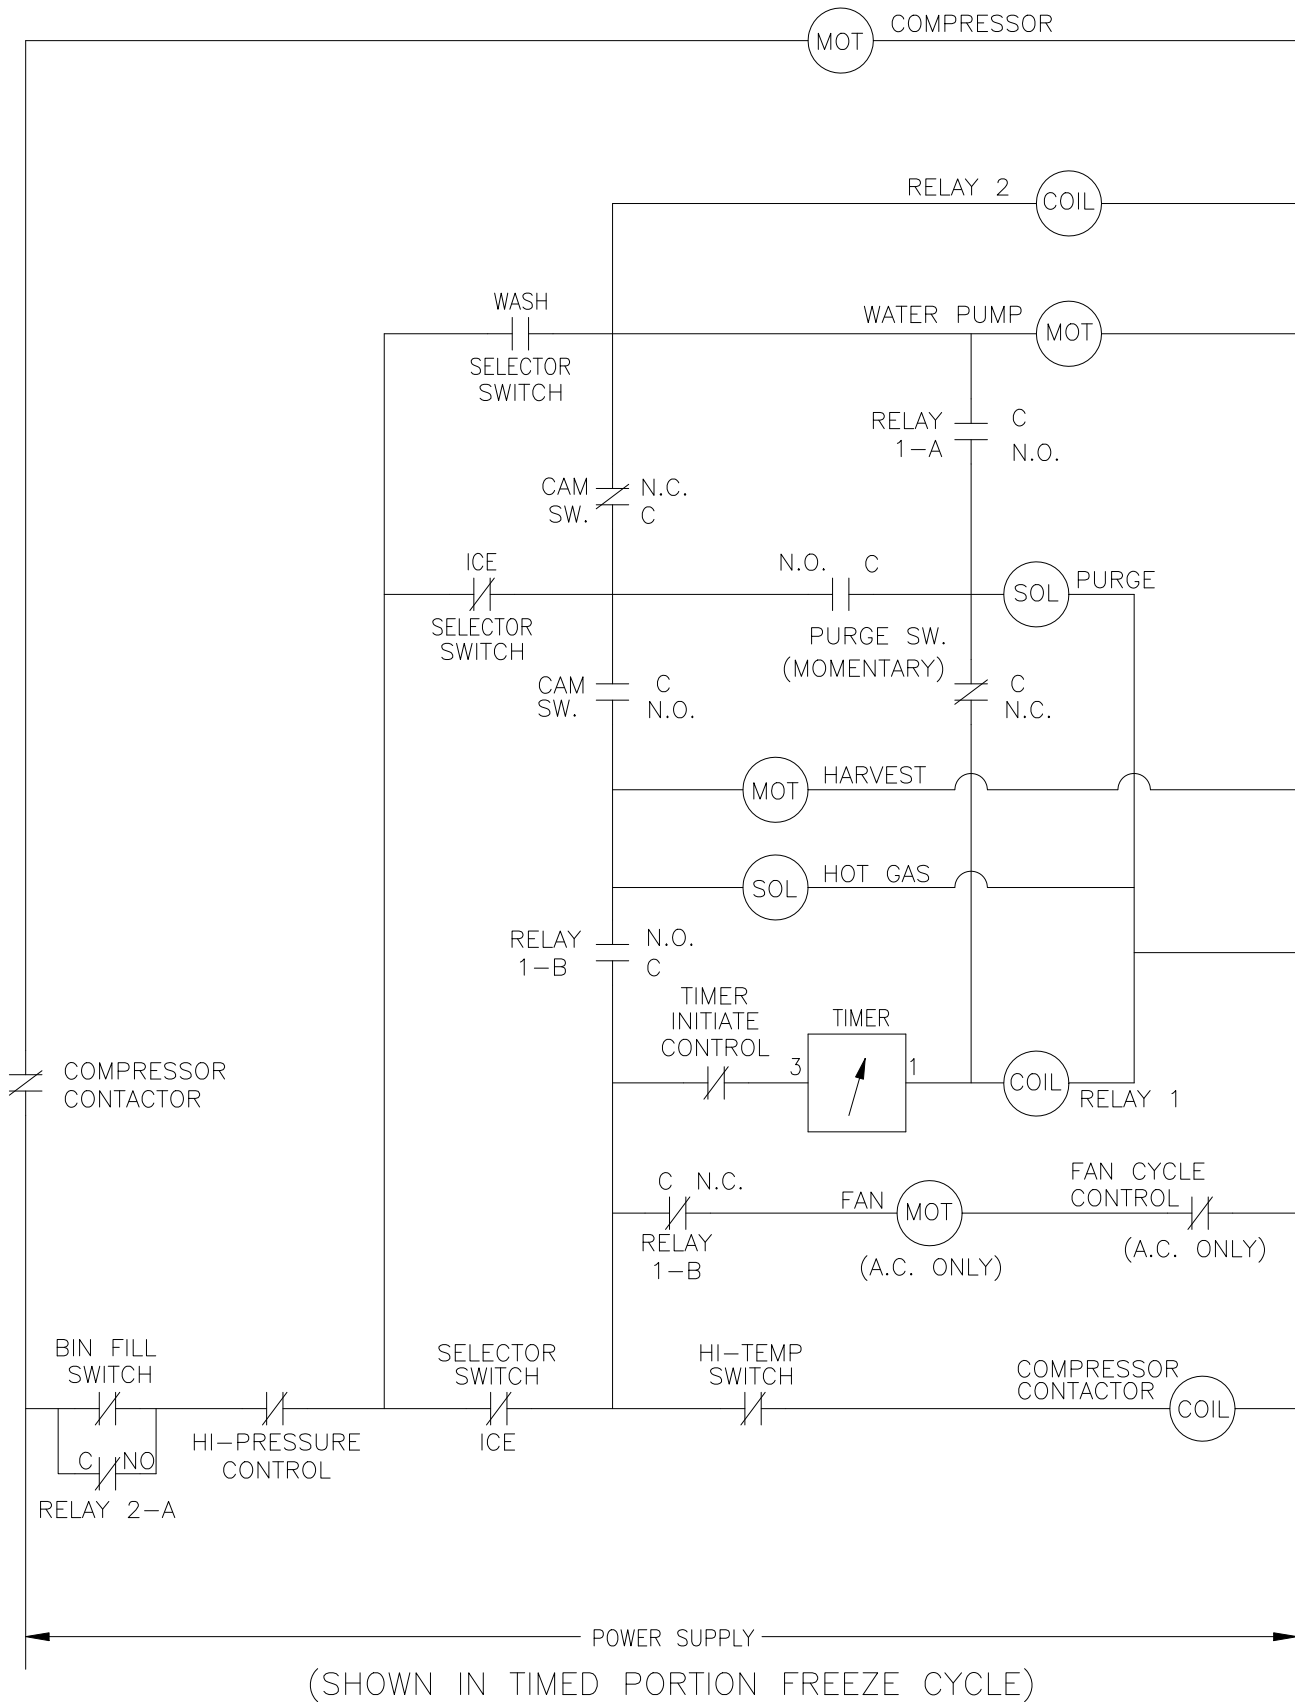 MOT COMPRESSOR
RELAY 2 COIL
WASH
SELECTOR
SWITCH
WATER PUMP MOT
RELAY
1-A
C
N.O.
CAM
SW.
N.C.
C
ICE
SELECTOR
SWITCH
N.O. C
PURGE SW.
(MOMENTARY)
SOL PURGE
CAM
SW.
C
N.O.
C
N.C.
MOT HARVEST
SOL HOT GAS
RELAY
1-B
N.O.
C
TIMER
INITIATE
CONTROL
TIMER
3 1
COIL RELAY 1
COMPRESSOR
CONTACTOR
C N.C.
RELAY
1-B
FAN MOT
(A.C. ONLY)
FAN CYCLE
CONTROL
(A.C. ONLY)
BIN FILL
SWITCH
C NO
RELAY 2-A
HI-PRESSURE
CONTROL
SELECTOR
SWITCH
ICE
HI-TEMP
SWITCH
COMPRESSOR
CONTACTOR
COIL
POWER SUPPLY
(SHOWN IN TIMED PORTION FREEZE CYCLE)